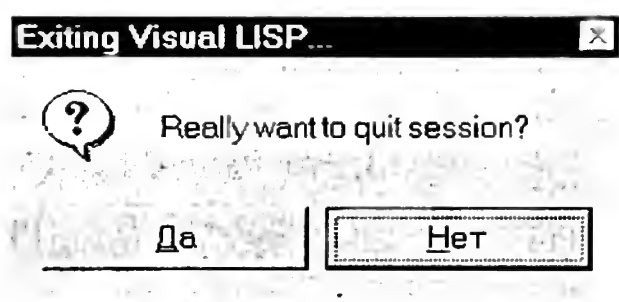 Exiting Visual LISP...
Really want to quit session?
Да
Нет